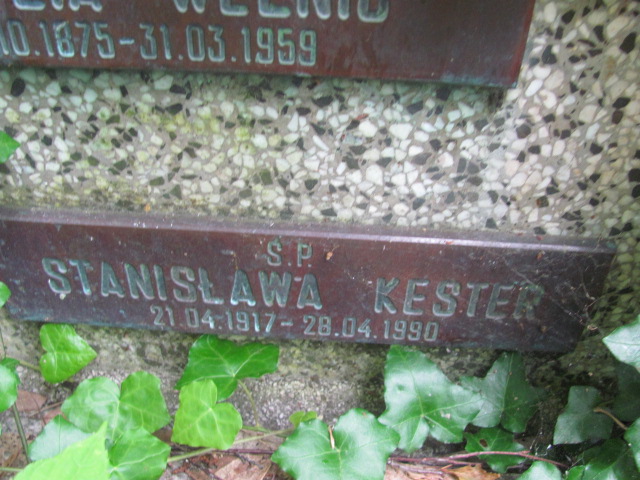 10.1875-31.03.1959
Ś.P
STANISŁAWA KESTER
21.04.1917-28.04.1990